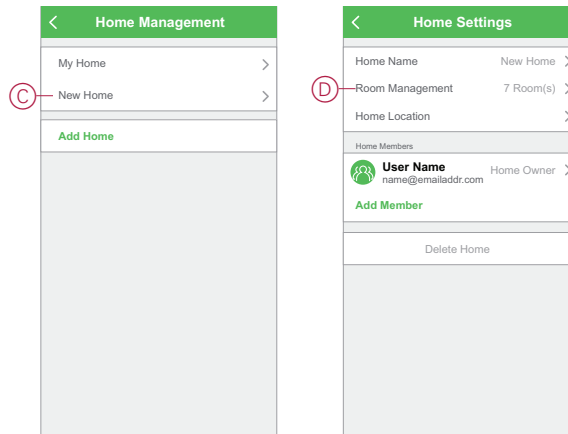 Home Management
My Home
C New Home
Add Home
Home Settings
Home Name New Home
D Room Management 7 Room(s)
Home Location
Home Members
User Name
name@emailaddr.com Home Owner
Add Member
Delete Home